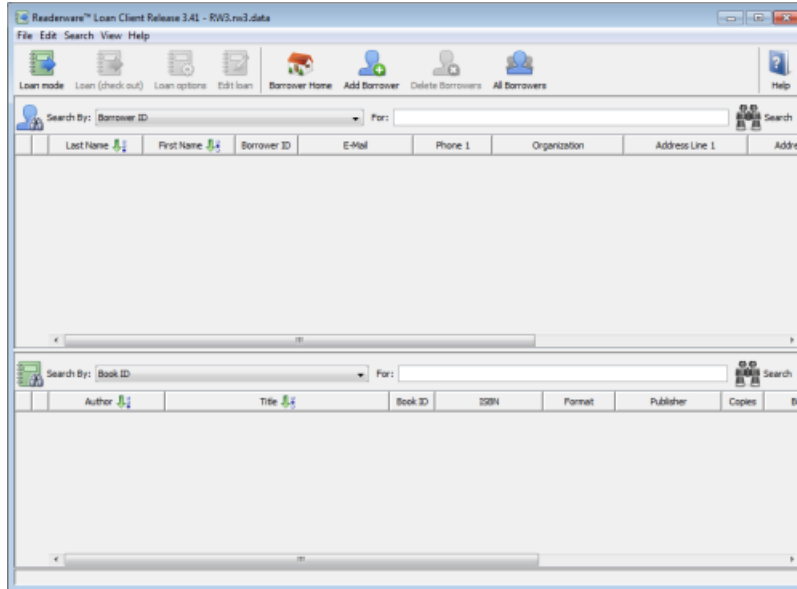 Readerware™ Loan Client Release 3.41 - RW3.rw3.data
File Edit Search View Help
Loan mode Loan (check out) Loan options Edit loan Borrower Home Add Borrower Delete Borrowers All Borrowers Help
Search By: Borrower ID For: Search
Last Name First Name Borrower ID E-Mail Phone 1 Organization Address Line 1 Addre
Search By: Book ID For: Search
Author Title Book ID ISBN Format Publisher Copies B